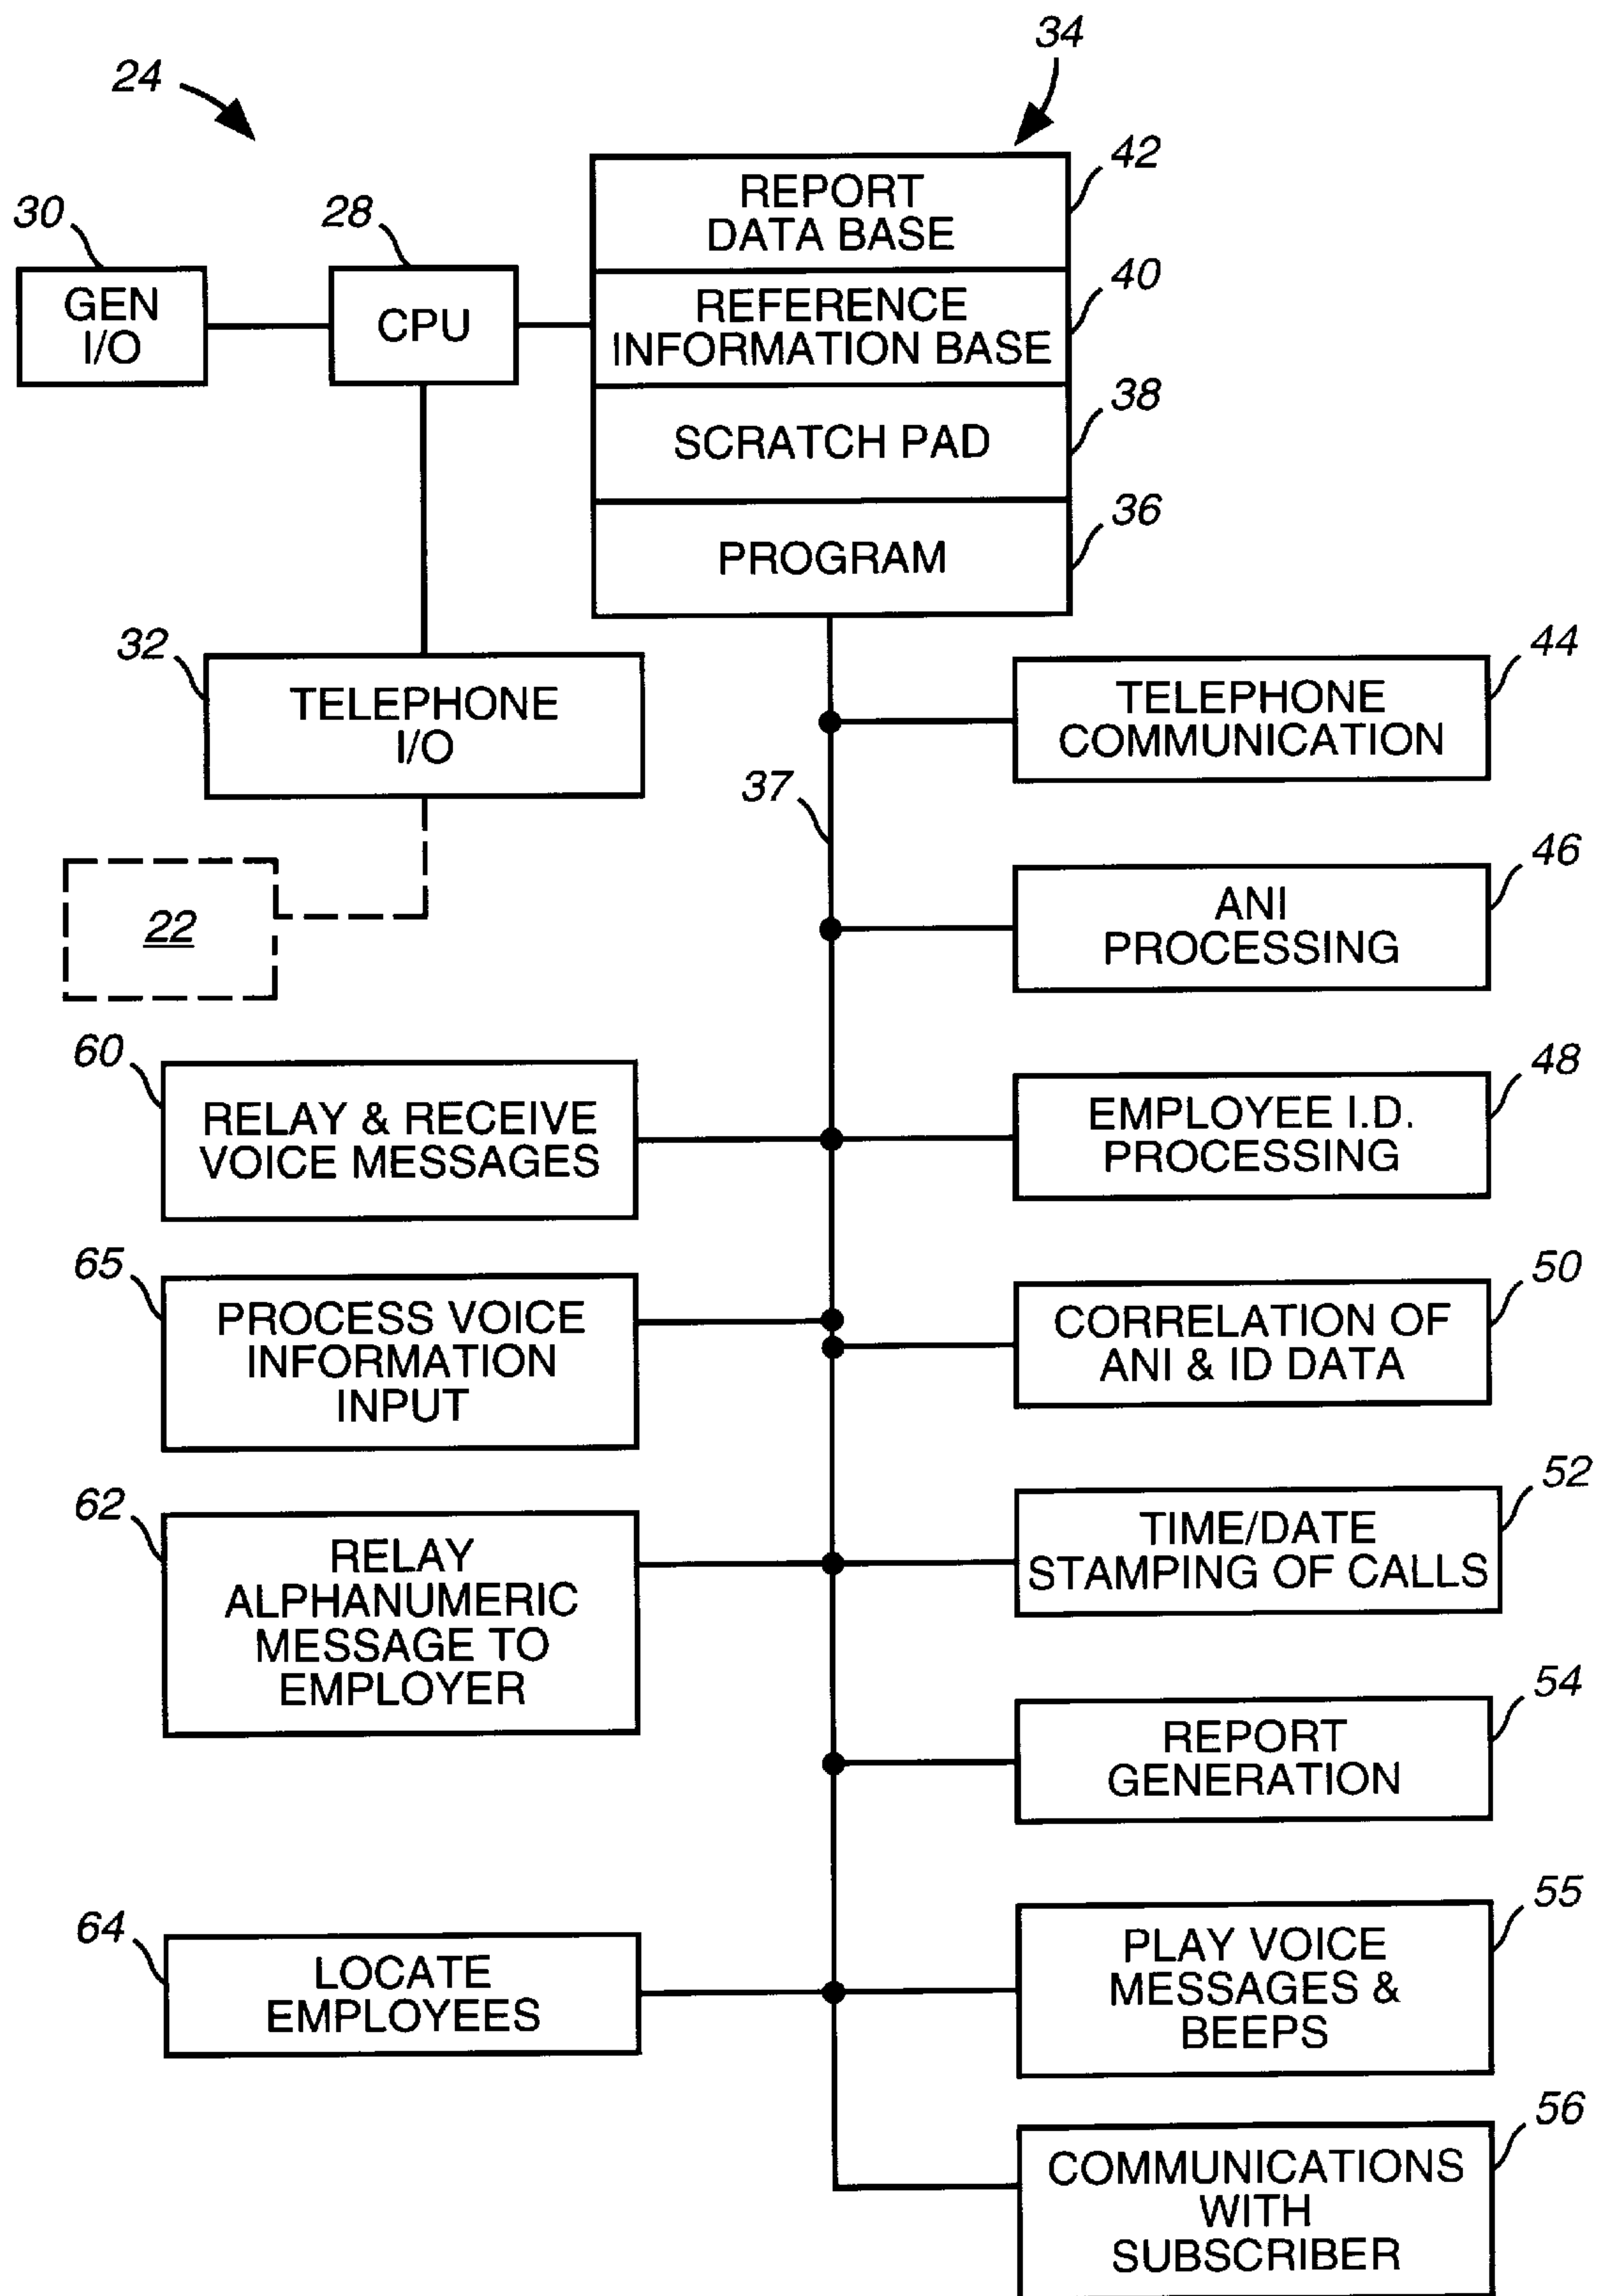 34
24
42
REPORT
DATA BASE
30
28
40
GEN
I/O
CPU
REFERENCE
INFORMATION BASE
38
SCRATCH PAD
36
PROGRAM
32
TELEPHONE
I/O
44
TELEPHONE
COMMUNICATION
37
22
46
ANI
PROCESSING
60
RELAY & RECEIVE
VOICE MESSAGES
48
EMPLOYEE I.D.
PROCESSING
65
PROCESS VOICE
INFORMATION
INPUT
50
CORRELATION OF
ANI & ID DATA
62
RELAY
ALPHANUMERIC
MESSAGE TO
EMPLOYER
52
TIME/DATE
STAMPING OF CALLS
54
REPORT
GENERATION
64
LOCATE
EMPLOYEES
55
PLAY VOICE
MESSAGES &
BEEPS
56
COMMUNICATIONS
WITH
SUBSCRIBER